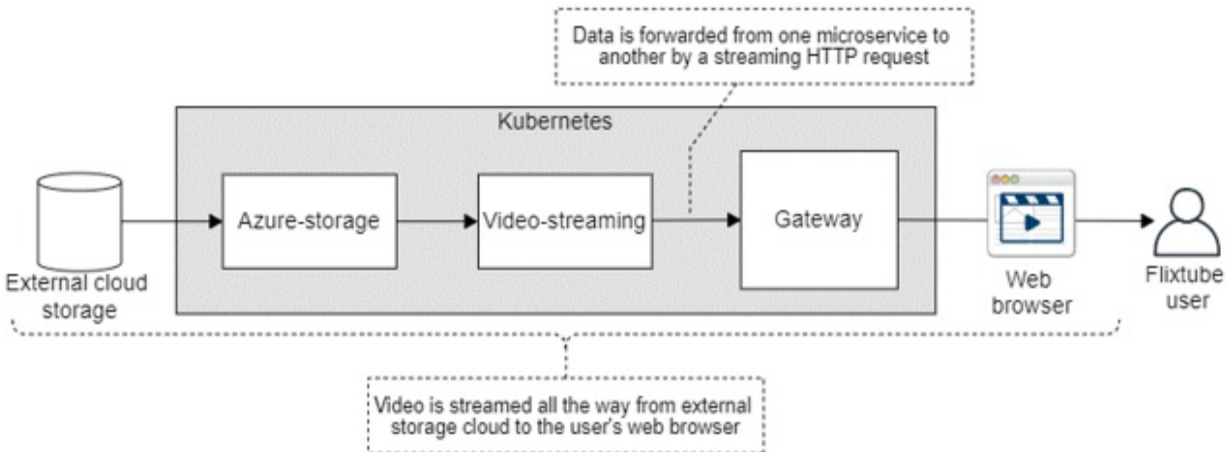 Data is forwarded from one microservice to
another by a streaming HTTP request
Kubernetes
Azure-storage
Video-streaming
Gateway
External cloud
storage
Web
browser
Flixtube
user
Video is streamed all the way from external
storage cloud to the user's web browser